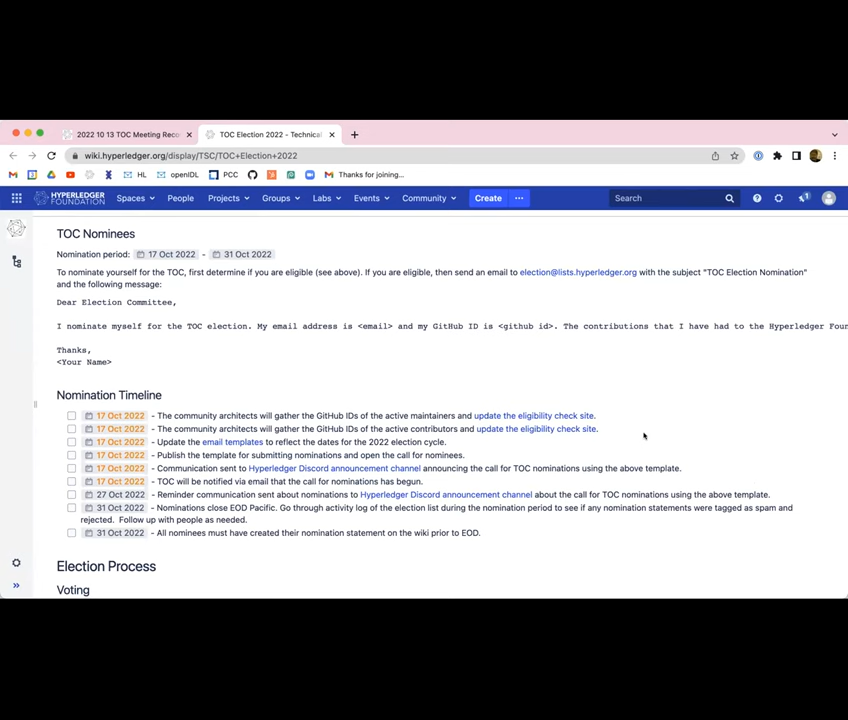 2022 10 13 TOC Meeting Reco
TOC Election 2022 - Technical
wiki.hyperledger.org/display/TSC/TOC+Election+2022
HL
openIDL
PCC
Thanks for joining...
HYPERLEDGER
FOUNDATION
Spaces
People
Projects
Groups
Labs
Events
Community
Create
Search
TOC Nominees
Nomination period: 17 Oct 2022 - 31 Oct 2022
To nominate yourself for the TOC, first determine if you are eligible (see above). If you are eligible, then send an email to election@lists.hyperledger.org with the subject "TOC Election Nomination"
and the following message:
Dear Election Committee,
I nominate myself for the TOC election. My email address is <email> and my GitHub ID is <github id>. The contributions that I have had to the Hyperledger Foun
Thanks,
<Your Name>
Nomination Timeline
17 Oct 2022 - The community architects will gather the GitHub IDs of the active maintainers and update the eligibility check site.
17 Oct 2022 - The community architects will gather the GitHub IDs of the active contributors and update the eligibility check site.
17 Oct 2022 - Update the email templates to reflect the dates for the 2022 election cycle.
17 Oct 2022 - Publish the template for submitting nominations and open the call for nominees.
17 Oct 2022 - Communication sent to Hyperledger Discord announcement channel announcing the call for TOC nominations using the above template.
17 Oct 2022 - TOC will be notified via email that the call for nominations has begun.
27 Oct 2022 - Reminder communication sent about nominations to Hyperledger Discord announcement channel about the call for TOC nominations using the above template.
31 Oct 2022 - Nominations close EOD Pacific. Go through activity log of the election list during the nomination period to see if any nomination statements were tagged as spam and
rejected. Follow up with people as needed.
31 Oct 2022 - All nominees must have created their nomination statement on the wiki prior to EOD.
Election Process
Voting